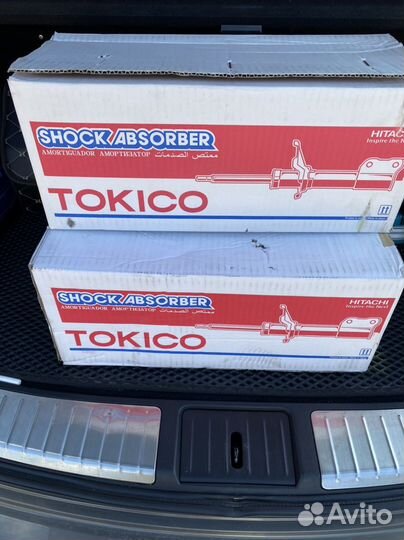 SHOCK ABSORBER
AMORTIGUADOR АМОРТИЗАТОР ممتص الصدمات
HITACHI
Inspire the Next
TOKICO
SHOCK ABSORBER
AMORTIGUADOR АМОРТИЗАТОР ممتص الصدمات
HITACHI
Inspire the Next
TOKICO
Avito